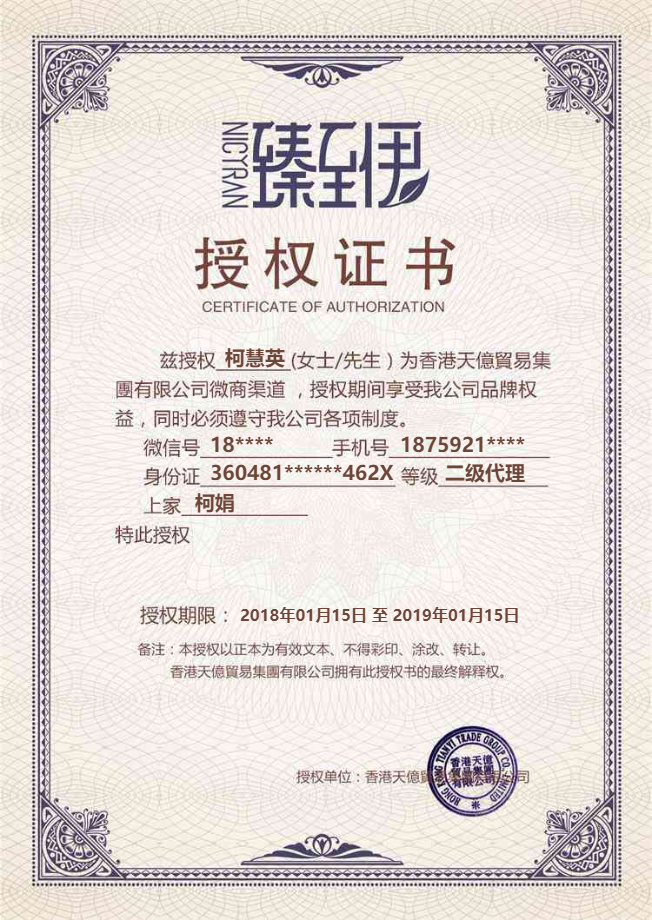 NICYRAN
臻至伊
授权证书
CERTIFICATE OF AUTHORIZATION
兹授权 柯慧英 (女士/先生）为香港天億貿易集
團有限公司微商渠道 ，授权期间享受我公司品牌权
益，同时必须遵守我公司各项制度。
微信号 18**** 手机号 1875921****
身份证 360481******462X 等级 二级代理
上家 柯娟
特此授权
授权期限： 2018年01月15日 至 2019年01月15日
备注：本授权以正本为有效文本、不得彩印、涂改、转让。
香港天億貿易集團有限公司拥有此授权书的最终解释权。
授权单位：香港天億貿易集團有限公司
HONG KONG TIANYI TRADE GROUP CO., LIMITED
香港天億
貿易集團
有限公司